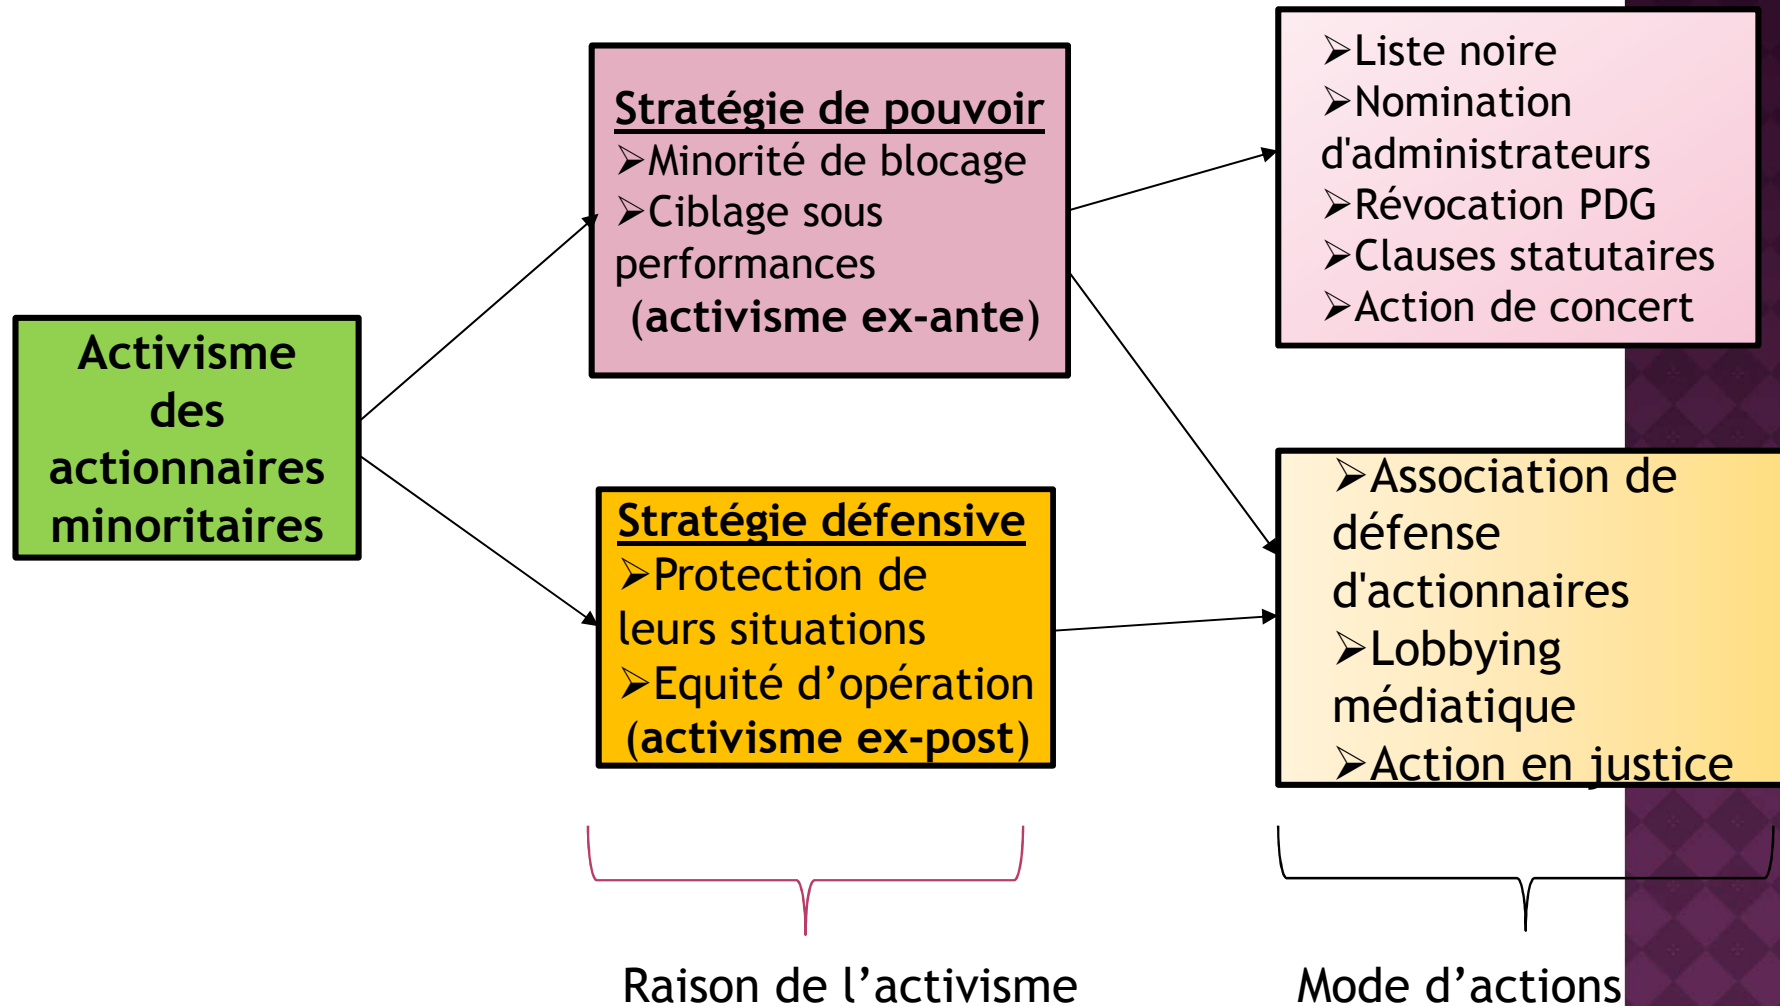 Activisme
des
actionnaires
minoritaires
Stratégie de pouvoir
➢Minorité de blocage
➢Ciblage sous
performances
(activisme ex-ante)
Stratégie défensive
➢Protection de
leurs situations
➢Equité d’opération
(activisme ex-post)
➢Liste noire
➢Nomination
d'administrateurs
➢Révocation PDG
➢Clauses statutaires
➢Action de concert
➢Association de
défense
d'actionnaires
➢Lobbying
médiatique
➢Action en justice
Raison de l’activisme
Mode d’actions